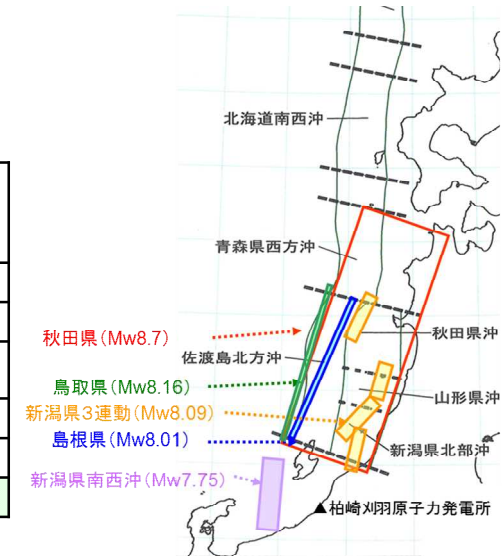 北海道南西沖
青森県西方沖
秋田県(Mw8.7)
秋田県沖
佐渡島北方沖
鳥取県(Mw8.16)
山形県沖
新潟県3連動(Mw8.09)
島根県(Mw8.01)
新潟県北部沖
新潟県南西沖(Mw7.75)
▲柏崎刈羽原子力発電所